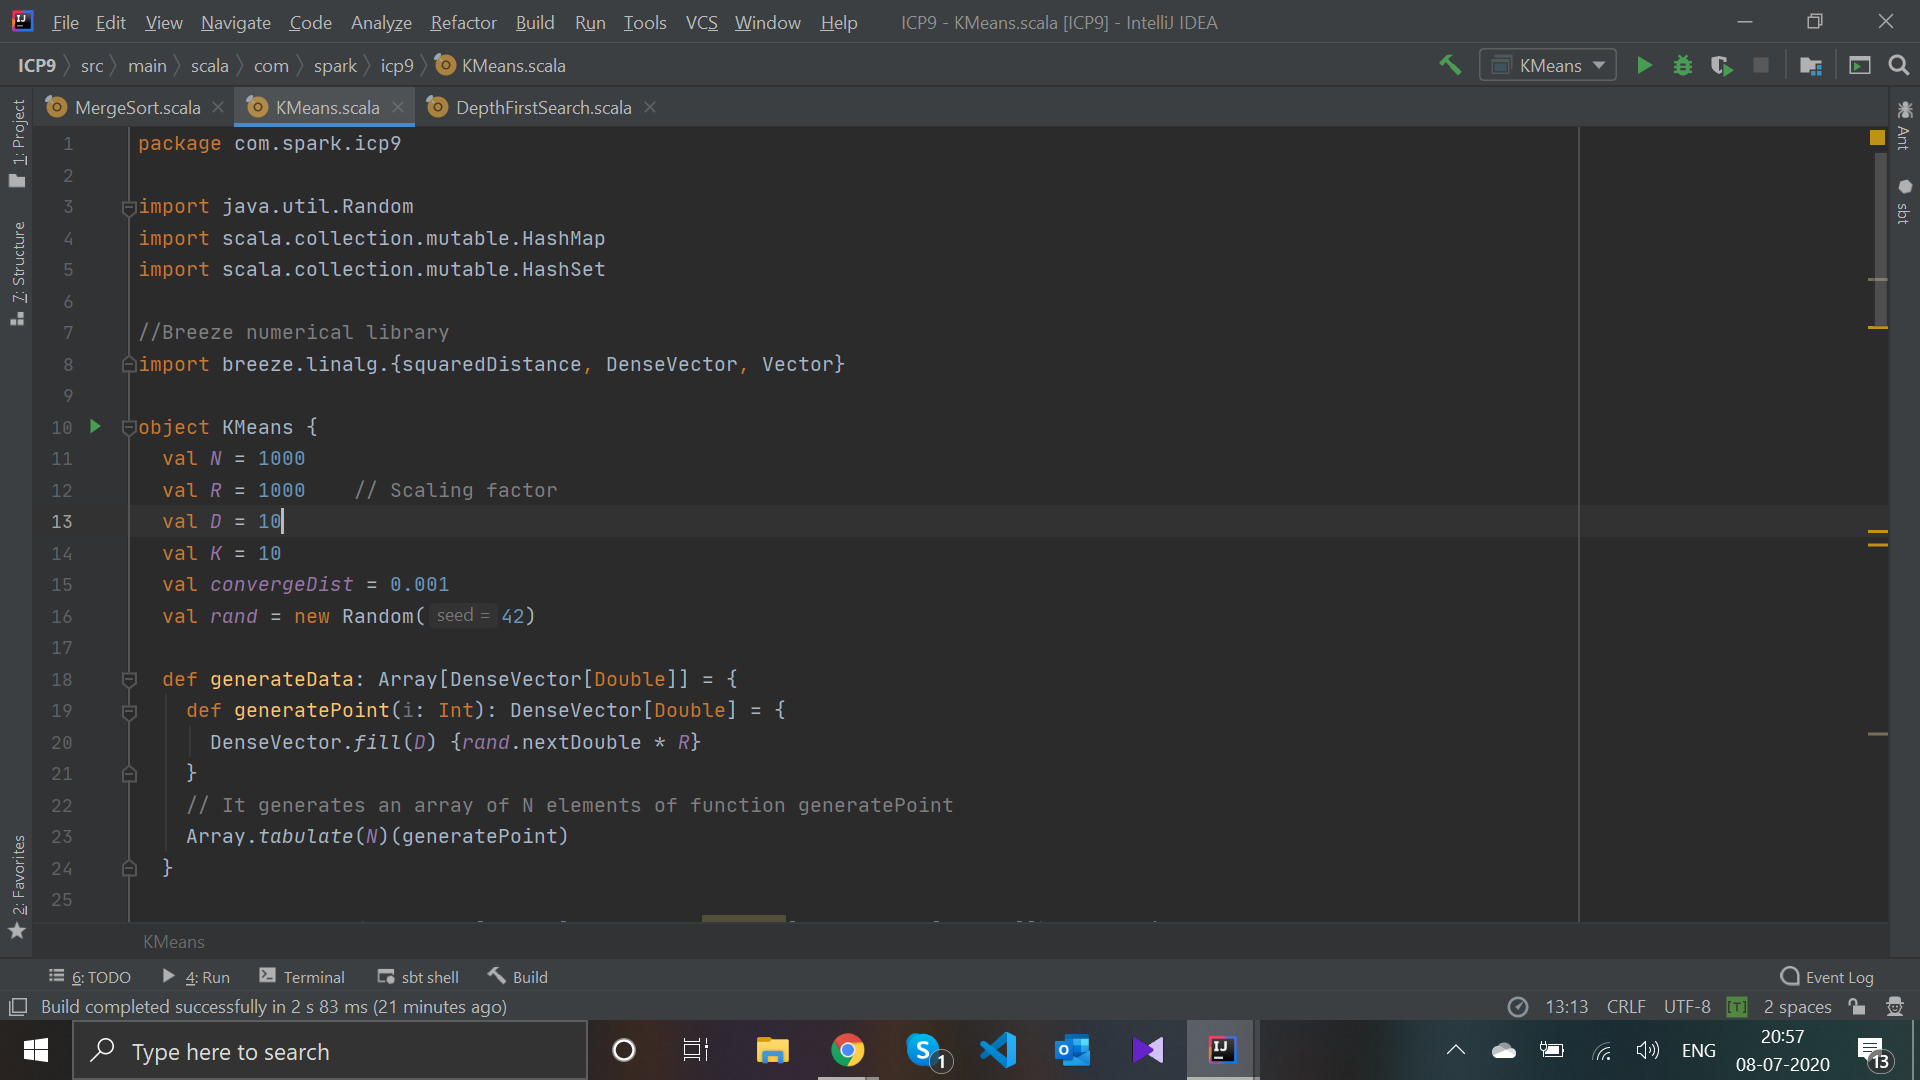 File Edit View Navigate Code Analyze Refactor Build Run Tools VCS Window Help ICP9 - KMeans.scala [ICP9] - IntelliJ IDEA
ICP9 src main scala com spark icp9 KMeans.scala KMeans
MergeSort.scala KMeans.scala DepthFirstSearch.scala
1: Project
7: Structure
2: Favorites
Ant
sbt
1 package com.spark.icp9
2
3 import java.util.Random
4 import scala.collection.mutable.HashMap
5 import scala.collection.mutable.HashSet
6
7 //Breeze numerical library
8 import breeze.linalg.{squaredDistance, DenseVector, Vector}
9
10 object KMeans {
11 val N = 1000
12 val R = 1000 // Scaling factor
13 val D = 10
14 val K = 10
15 val convergeDist = 0.001
16 val rand = new Random( seed = 42)
17
18 def generateData: Array[DenseVector[Double]] = {
19 def generatePoint(i: Int): DenseVector[Double] = {
20 DenseVector.fill(D) {rand.nextDouble * R}
21 }
22 // It generates an array of N elements of function generatePoint
23 Array.tabulate(N)(generatePoint)
24 }
25
KMeans
6: TODO 4: Run Terminal sbt shell Build Event Log
Build completed successfully in 2 s 83 ms (21 minutes ago) 13:13 CRLF UTF-8 [T] 2 spaces
Type here to search S 1 IJ ENG 20:57
08-07-2020 13